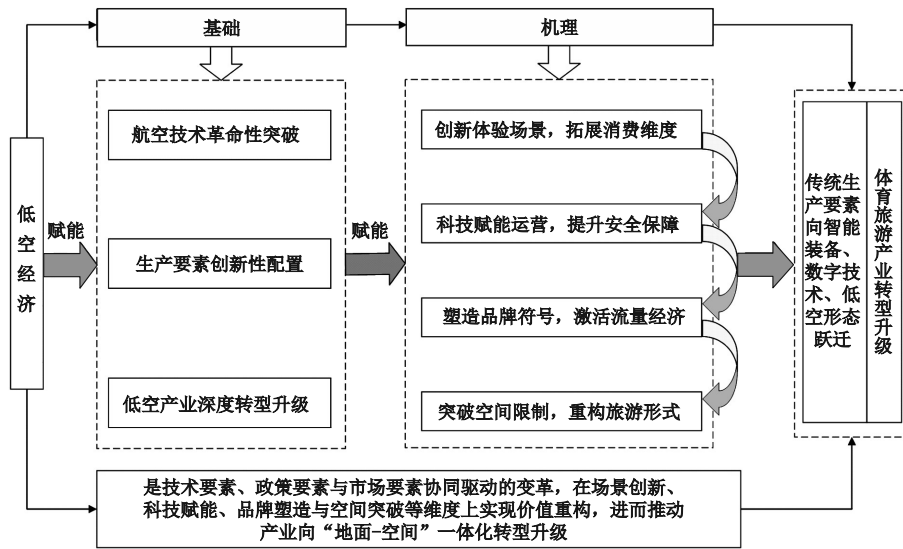 基础
机理
低
空
经
济
赋能
航空技术革命性突破
生产要素创新性配置
低空产业深度转型升级
赋能
创新体验场景，拓展消费维度
科技赋能运营，提升安全保障
塑造品牌符号，激活流量经济
突破空间限制，重构旅游形式
传统生
产要素
向智能
装备、
数字技
术、低
空形态
跃迁
体育旅游产业转型升级
是技术要素、政策要素与市场要素协同驱动的变革，在场景创新、
科技赋能、品牌塑造与空间突破等维度上实现价值重构，进而推动
产业向“地面-空间”一体化转型升级